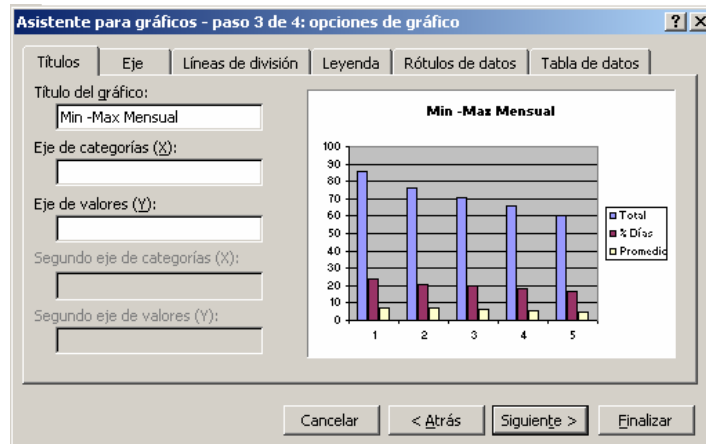 Asistente para gráficos - paso 3 de 4: opciones de gráfico
Títulos Eje Líneas de división Leyenda Rótulos de datos Tabla de datos
Título del gráfico:
Min -Max Mensual
Eje de categorías (X):
Eje de valores (Y):
Segundo eje de categorías (X):
Segundo eje de valores (Y):
Min -Max Mensual
100
90
80
70
60
50
40
30
20
10
0
1 2 3 4 5
Total
% Días
Promedio
Cancelar < Atrás Siguiente > Finalizar